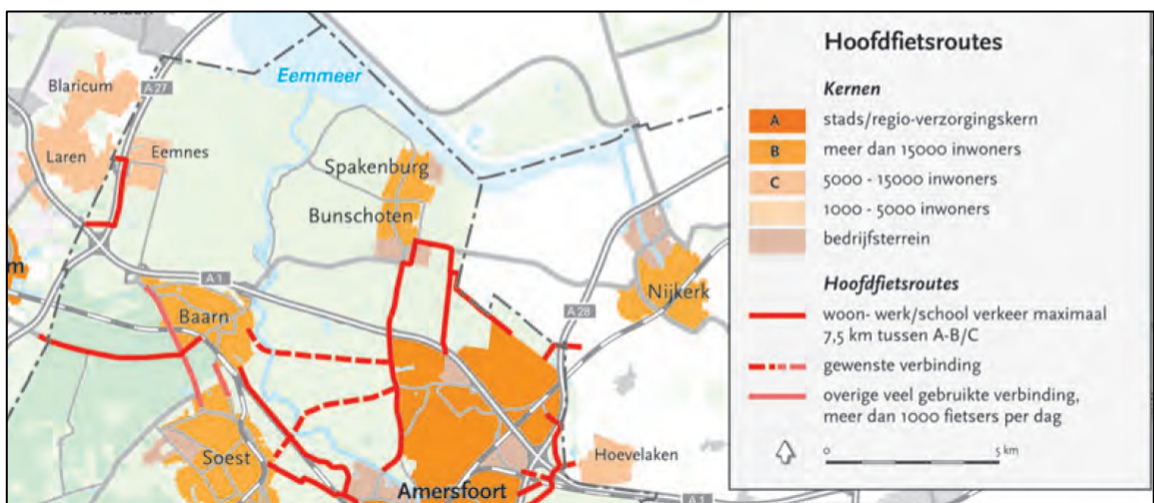 Blaricum
A 27
Laren
Eemnes
Eemmeer
Spakenburg
Bunschoten
A 1
m
Baarn
A 28
Nijkerk
Soest
Hoevelaken
Amersfoort
A 1
Hoofdfietsroutes
Kernen
A stads/regio-verzorgingskern
B meer dan 15000 inwoners
C 5000 - 15000 inwoners
1000 - 5000 inwoners
bedrijfsterrein
Hoofdfietsroutes
woon- werk/school verkeer maximaal
7,5 km tussen A-B/C
gewenste verbinding
overige veel gebruikte verbinding,
meer dan 1000 fietsers per dag
0 5 km